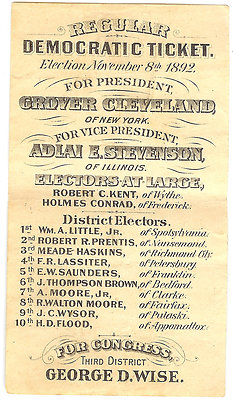 REGULAR
DEMOCRATIC TICKET.
Election November 8th 1892.
FOR PRESIDENT,
GROVER CLEVELAND
OF NEW YORK.
FOR VICE PRESIDENT,
ADLAI E. STEVENSON,
OF ILLINOIS.
ELECTORS-AT LARGE,
ROBERT C. KENT, of Wythe.
HOLMES CONRAD, of Frederick.
District Electors.
1st WM. A. LITTLE, JR. of Spotsylvania.
2nd ROBERT R. PRENTIS, of Nansemond.
3rd MEADE HASKINS, of Richmond City.
4th F. R. LASSITER, of Petersburg
5th E. W. SAUNDERS, of Franklin.
6th J. THOMPSON BROWN, of Bedford.
7th A. MOORE, Jr. of Clarke.
8th R. WALTON MOORE, of Fairfax.
9th J. C. WYSOR, of Pulaski.
10th H. D. FLOOD, of Appomattox.
FOR CONGRESS,
THIRD DISTRICT
GEORGE D. WISE.